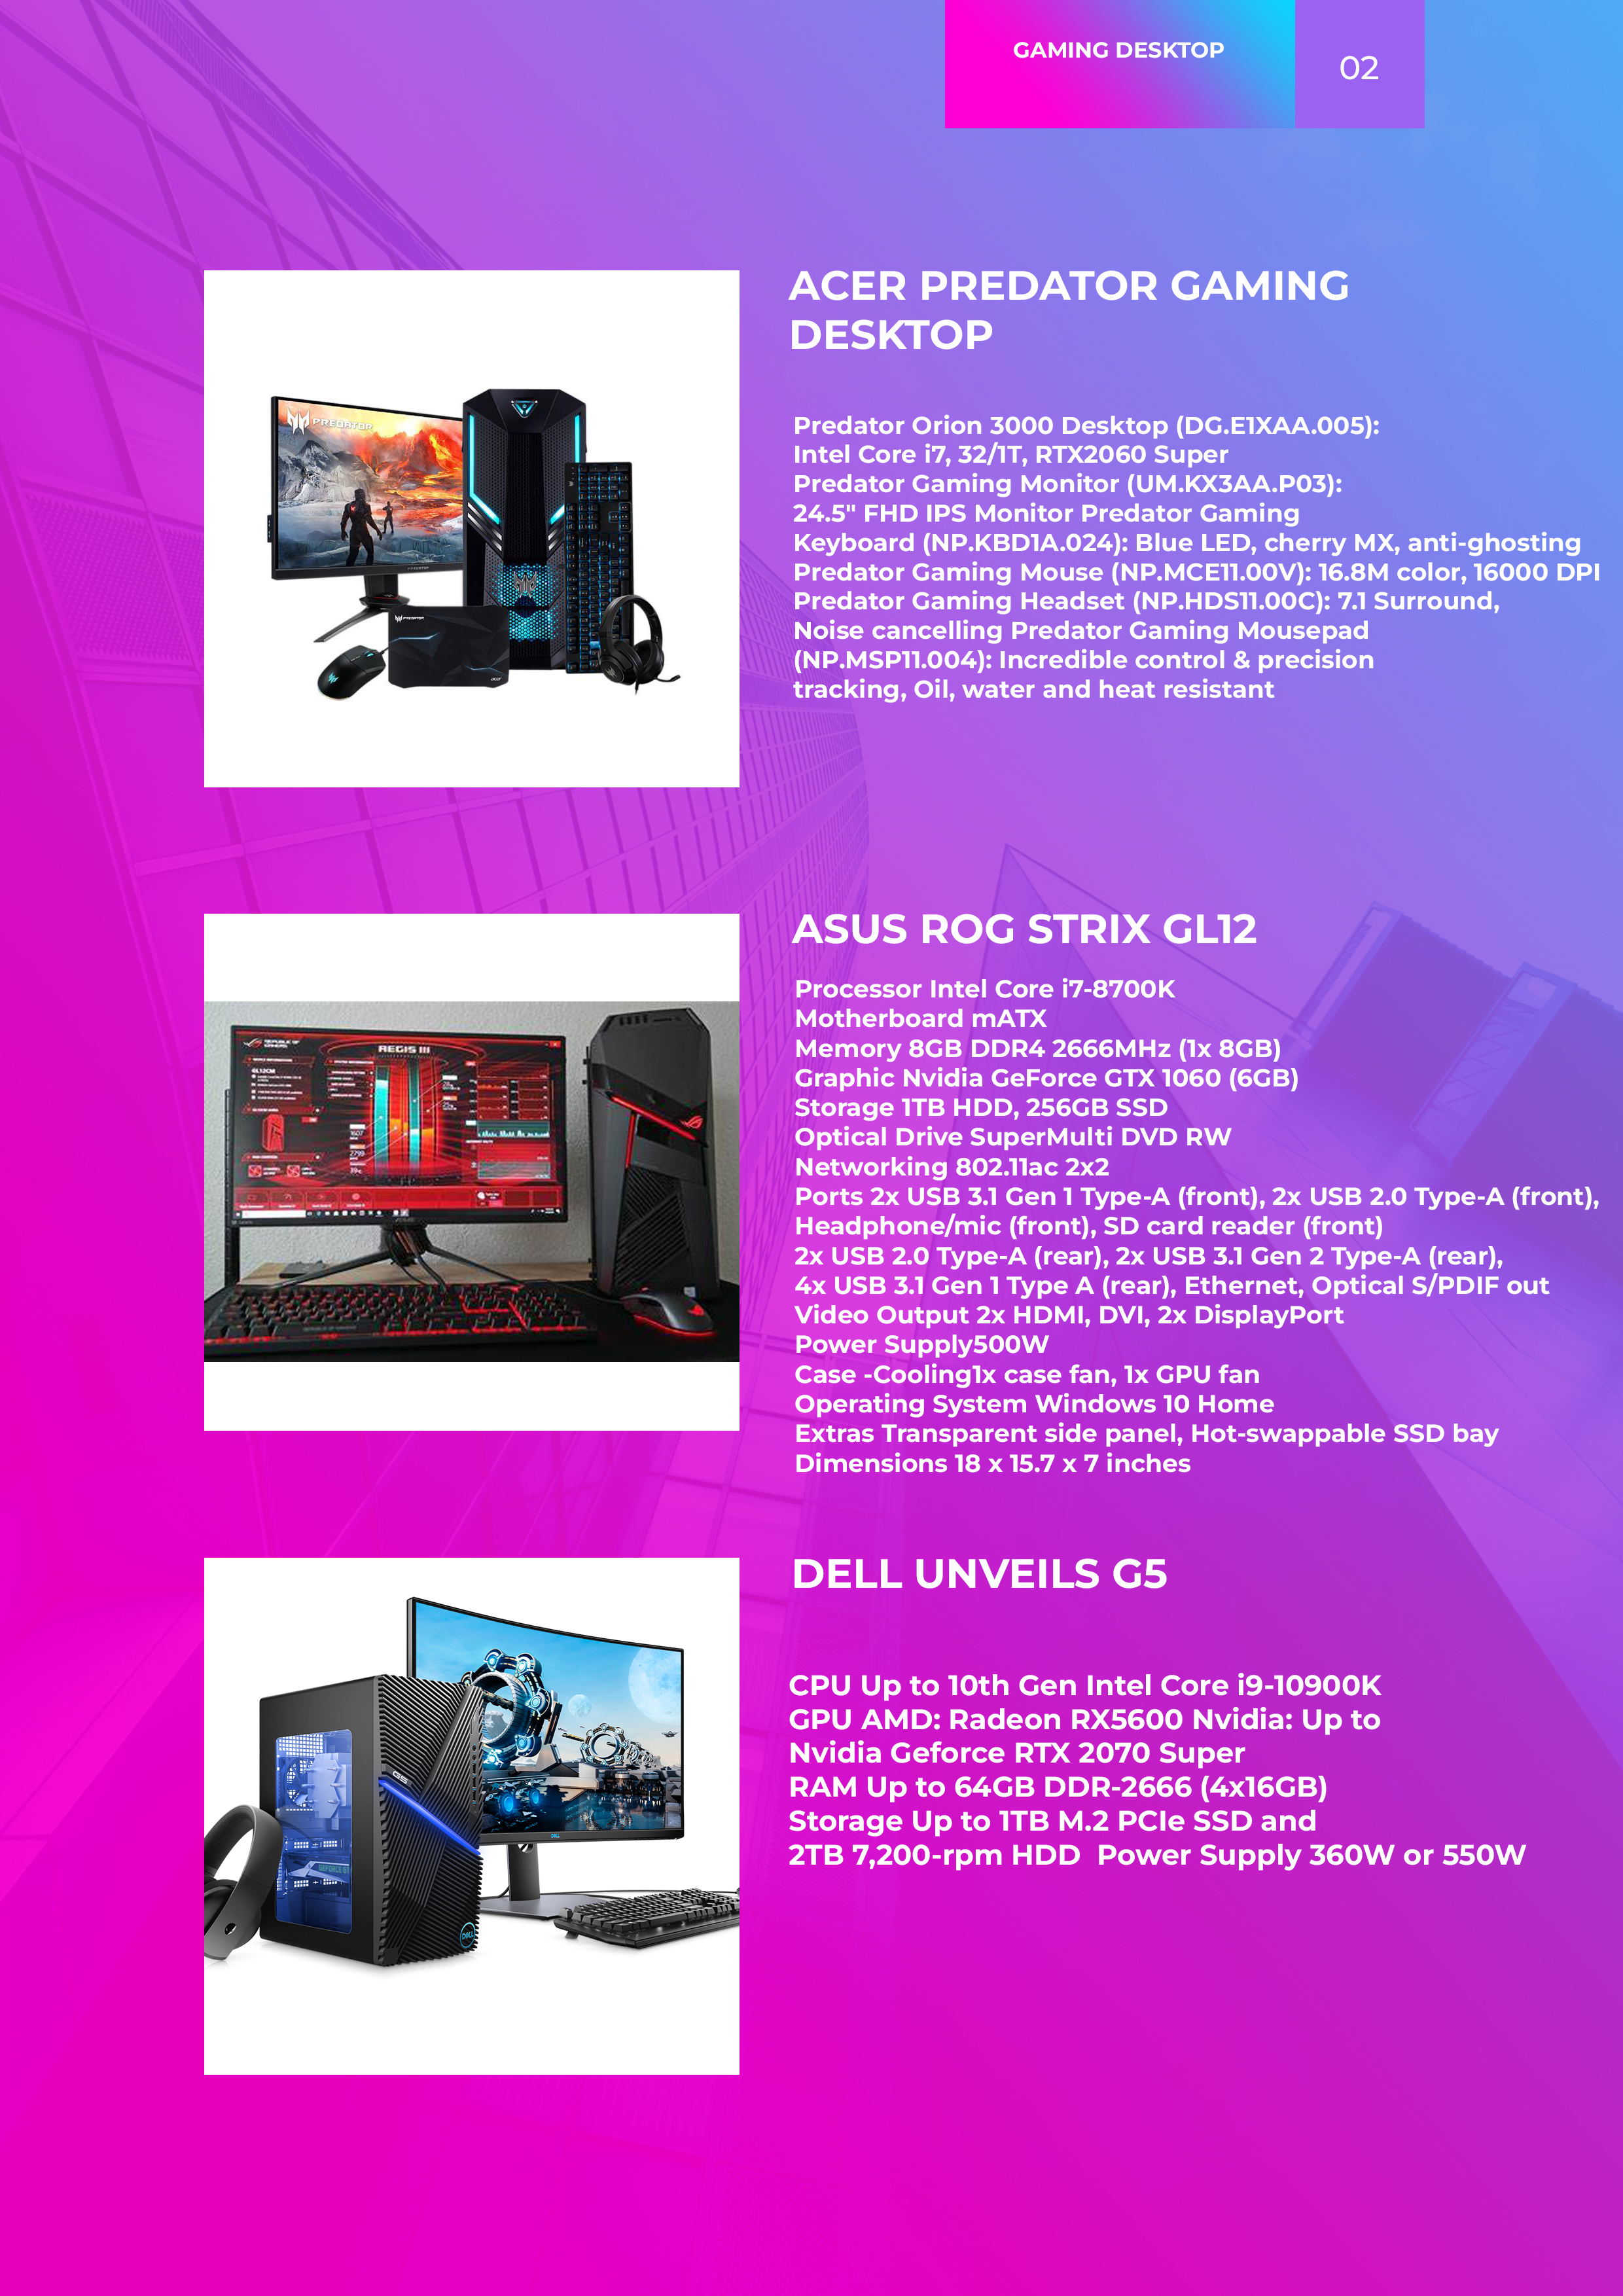 GAMING DESKTOP
02
ACER PREDATOR GAMING
DESKTOP
Predator Orion 3000 Desktop (DG.E1XAA.005):
Intel Core i7, 32/1T, RTX2060 Super
Predator Gaming Monitor (UM.KX3AA.P03):
24.5" FHD IPS Monitor Predator Gaming
Keyboard (NP.KBD1A.024): Blue LED, cherry MX, anti-ghosting
Predator Gaming Mouse (NP.MCE11.00V): 16.8M color, 16000 DPI
Predator Gaming Headset (NP.HDS11.00C): 7.1 Surround,
Noise cancelling Predator Gaming Mousepad
(NP.MSP11.004): Incredible control & precision
tracking, Oil, water and heat resistant
PREDATOR
PREDATOR
acer
ASUS ROG STRIX GL12
Processor Intel Core i7-8700K
Motherboard mATX
Memory 8GB DDR4 2666MHz (1x 8GB)
Graphic Nvidia GeForce GTX 1060 (6GB)
Storage 1TB HDD, 256GB SSD
Optical Drive SuperMulti DVD RW
Networking 802.11ac 2x2
Ports 2x USB 3.1 Gen 1 Type-A (front), 2x USB 2.0 Type-A (front),
Headphone/mic (front), SD card reader (front)
2x USB 2.0 Type-A (rear), 2x USB 3.1 Gen 2 Type-A (rear),
4x USB 3.1 Gen 1 Type A (rear), Ethernet, Optical S/PDIF out
Video Output 2x HDMI, DVI, 2x DisplayPort
Power Supply500W
Case -Cooling1x case fan, 1x GPU fan
Operating System Windows 10 Home
Extras Transparent side panel, Hot-swappable SSD bay
Dimensions 18 x 15.7 x 7 inches
REPUBLIC OF
GAMERS
AEGIS III
GL12CM
DELL UNVEILS G5
CPU Up to 10th Gen Intel Core i9-10900K
GPU AMD: Radeon RX5600 Nvidia: Up to
Nvidia Geforce RTX 2070 Super
RAM Up to 64GB DDR-2666 (4x16GB)
Storage Up to 1TB M.2 PCIe SSD and
2TB 7,200-rpm HDD  Power Supply 360W or 550W
G5
GEFORCE
DELL
DELL